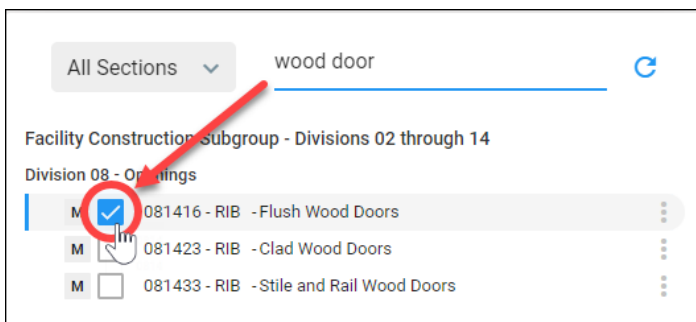 All Sections wood door
Facility Construction Subgroup - Divisions 02 through 14
Division 08 - Openings
M 081416 - RIB - Flush Wood Doors
M 081423 - RIB - Clad Wood Doors
M 081433 - RIB - Stile and Rail Wood Doors